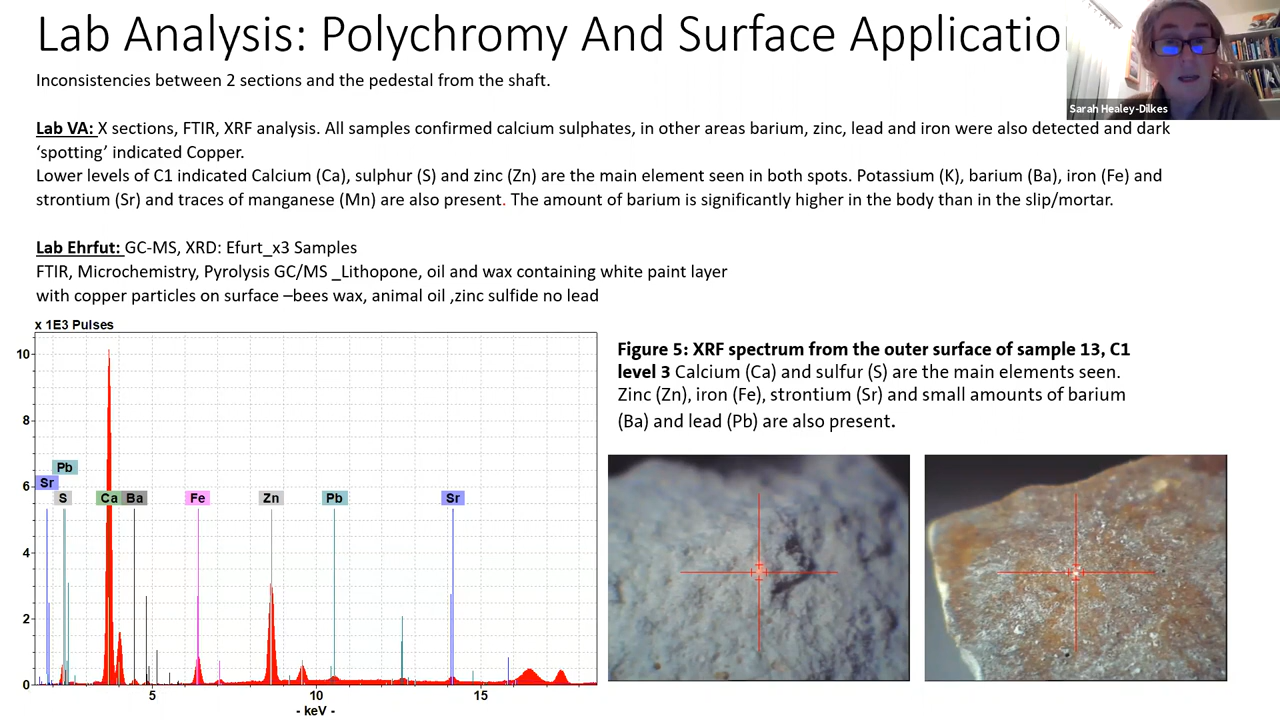 Lab Analysis: Polychromy And Surface Applicatio
Sarah Healey-Dilkes
Inconsistencies between 2 sections and the pedestal from the shaft.
Lab VA: X sections, FTIR, XRF analysis. All samples confirmed calcium sulphates, in other areas barium, zinc, lead and iron were also detected and dark
‘spotting’ indicated Copper.
Lower levels of C1 indicated Calcium (Ca), sulphur (S) and zinc (Zn) are the main element seen in both spots. Potassium (K), barium (Ba), iron (Fe) and
strontium (Sr) and traces of manganese (Mn) are also present. The amount of barium is significantly higher in the body than in the slip/mortar.
Lab Ehrfut: GC-MS, XRD: Efurt_x3 Samples
FTIR, Microchemistry, Pyrolysis GC/MS _Lithopone, oil and wax containing white paint layer
with copper particles on surface –bees wax, animal oil ,zinc sulfide no lead
x 1E3 Pulses
10
8
6
4
2
0
Pb
Sr
S Ca Ba Fe Zn Pb Sr
5 10 15
- keV -
Figure 5: XRF spectrum from the outer surface of sample 13, C1
level 3 Calcium (Ca) and sulfur (S) are the main elements seen.
Zinc (Zn), iron (Fe), strontium (Sr) and small amounts of barium
(Ba) and lead (Pb) are also present.